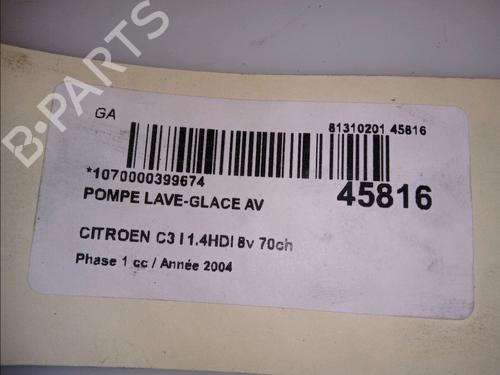 B-PARTS
GA
81310201 45816
*1070000399674
45816
POMPE LAVE-GLACE AV
CITROEN C3 I 1.4HDI 8v 70ch
Phase 1 cc / Année 2004